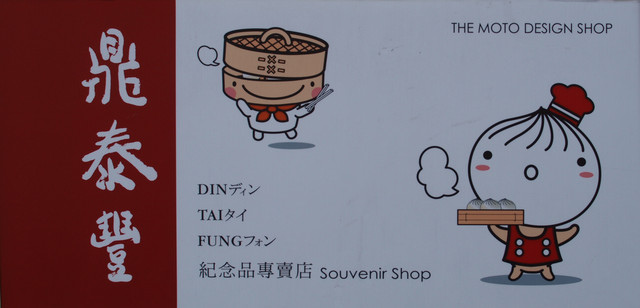 鼎泰豐
THE MOTO DESIGN SHOP
DINディン
TAIタイ
FUNGフォン
紀念品專賣店 Souvenir Shop